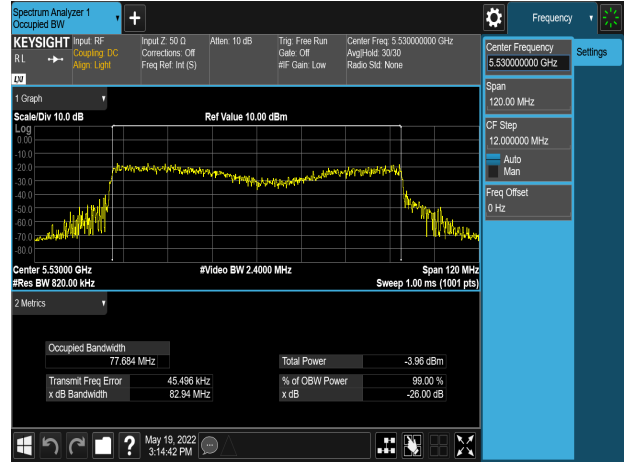 Spectrum Analyzer 1
Occupied BW
Frequency
KEYSIGHT
Input: RF
Coupling: DC
Align: Light
Input Z: 50 Ω
Corrections: Off
Freq Ref: Int (S)
Atten: 10 dB
Trig: Free Run
Gate: Off
#IF Gain: Low
Center Freq: 5.530000000 GHz
Avg|Hold: 30/30
Radio Std: None
R L
LXI
Center Frequency
5.530000000 GHz
Settings
Span
120.00 MHz
CF Step
12.000000 MHz
Auto
Man
Freq Offset
0 Hz
1 Graph
Scale/Div 10.0 dB
Ref Value 10.00 dBm
Log
0.00
-10.0
-20.0
-30.0
-40.0
-50.0
-60.0
-70.0
-80.0
Center 5.53000 GHz
#Video BW 2.4000 MHz
Span 120 MHz
#Res BW 820.00 kHz
Sweep 1.00 ms (1001 pts)
2 Metrics
Occupied Bandwidth
77.684 MHz
Total Power
-3.96 dBm
Transmit Freq Error
45.496 kHz
% of OBW Power
99.00 %
x dB Bandwidth
82.94 MHz
x dB
-26.00 dB
?
May 19, 2022
3:14:42 PM